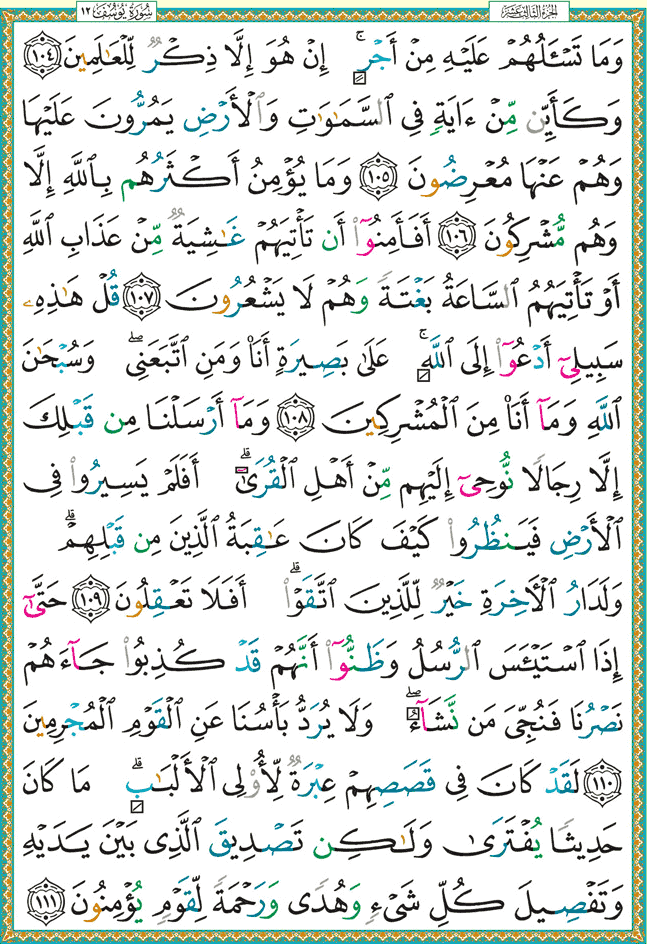 الجزء الثالث عشر
سورة يوسف ١٢
وَمَا تَسْـَٔلُهُمْ عَلَيْهِ مِنْ أَجْرٍ ۚ إِنْ هُوَ إِلَّا ذِكْرٌ لِّلْعَـٰلَمِينَ ١٠٤
وَكَأَيِّن مِّنْ ءَايَةٍ فِى ٱلسَّمَـٰوَٰتِ وَٱلْأَرْضِ يَمُرُّونَ عَلَيْهَا
وَهُمْ عَنْهَا مُعْرِضُونَ ١٠٥ وَمَا يُؤْمِنُ أَكْثَرُهُم بِٱللَّهِ إِلَّا
وَهُم مُّشْرِكُونَ ١٠٦ أَفَأَمِنُوٓا۟ أَن تَأْتِيَهُمْ غَـٰشِيَةٌ مِّنْ عَذَابِ ٱللَّهِ
أَوْ تَأْتِيَهُمُ ٱلسَّاعَةُ بَغْتَةً وَهُمْ لَا يَشْعُرُونَ ١٠٧ قُلْ هَـٰذِهِۦ
سَبِيلِىٓ أَدْعُوٓا۟ إِلَى ٱللَّهِ ۚ عَلَىٰ بَصِيرَةٍ أَنَا۠ وَمَنِ ٱتَّبَعَنِى ۖ وَسُبْحَـٰنَ
ٱللَّهِ وَمَآ أَنَا۠ مِنَ ٱلْمُشْرِكِينَ ١٠٨ وَمَآ أَرْسَلْنَا مِن قَبْلِكَ
إِلَّا رِجَالًا نُّوحِىٓ إِلَيْهِم مِّنْ أَهْلِ ٱلْقُرَىٰٓ ۗ أَفَلَمْ يَسِيرُوا۟ فِى
ٱلْأَرْضِ فَيَنظُرُوا۟ كَيْفَ كَانَ عَـٰقِبَةُ ٱلَّذِينَ مِن قَبْلِهِمْ ۗ
وَلَدَارُ ٱلْـَٔاخِرَةِ خَيْرٌ لِّلَّذِينَ ٱتَّقَوْا۟ ۗ أَفَلَا تَعْقِلُونَ ١٠٩ حَتَّىٰٓ
إِذَا ٱسْتَيْـَٔسَ ٱلرُّسُلُ وَظَنُّوٓا۟ أَنَّهُمْ قَدْ كُذِبُوا۟ جَآءَهُمْ
نَصْرُنَا فَنُجِّىَ مَن نَّشَآءُ ۖ وَلَا يُرَدُّ بَأْسُنَا عَنِ ٱلْقَوْمِ ٱلْمُجْرِمِينَ
١١٠ لَقَدْ كَانَ فِى قَصَصِهِمْ عِبْرَةٌ لِّأُو۟لِى ٱلْأَلْبَـٰبِ ۗ مَا كَانَ
حَدِيثًا يُفْتَرَىٰ وَلَـٰكِن تَصْدِيقَ ٱلَّذِى بَيْنَ يَدَيْهِ
وَتَفْصِيلَ كُلِّ شَىْءٍ وَهُدًى وَرَحْمَةً لِّقَوْمٍ يُؤْمِنُونَ ١١١